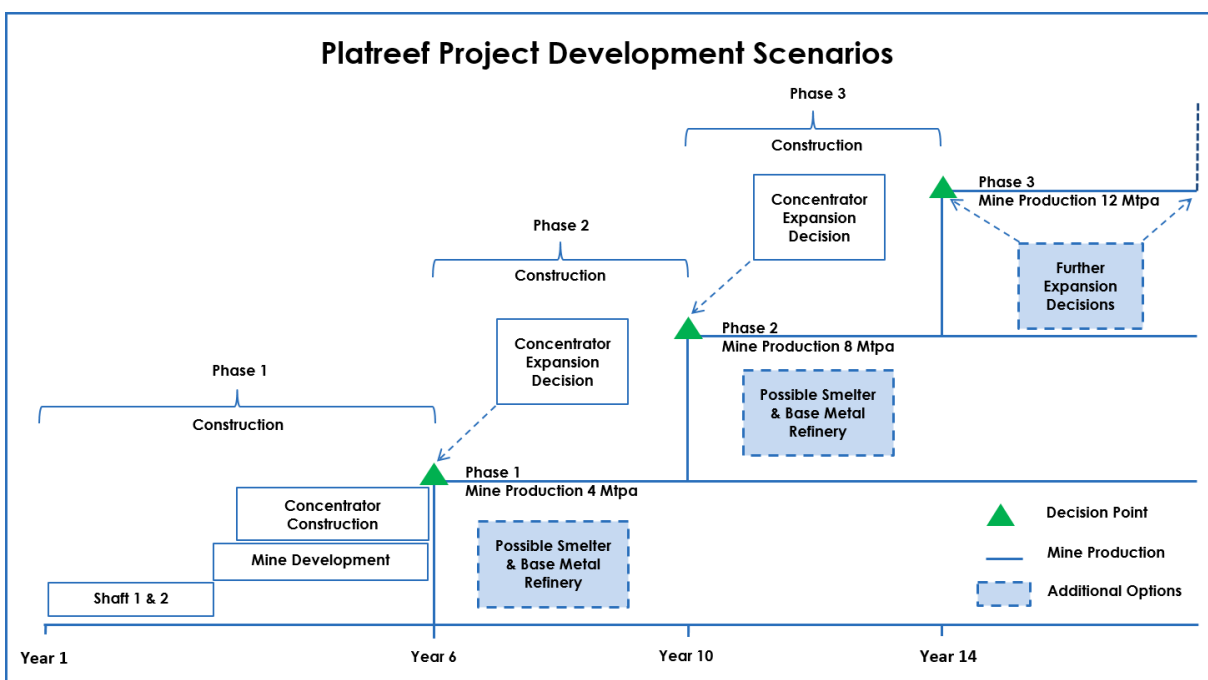 Platreef Project Development Scenarios
Phase 3
Construction
Concentrator
Expansion
Decision
Phase 3
Mine Production 12 Mtpa
Phase 2
Construction
Further
Expansion
Decisions
Concentrator
Expansion
Decision
Phase 2
Mine Production 8 Mtpa
Phase 1
Construction
Possible Smelter
& Base Metal
Refinery
Phase 1
Mine Production 4 Mtpa
Concentrator
Construction
Mine Development
Shaft 1 & 2
Possible Smelter
& Base Metal
Refinery
Decision Point
Mine Production
Additional Options
Year 1
Year 6
Year 10
Year 14